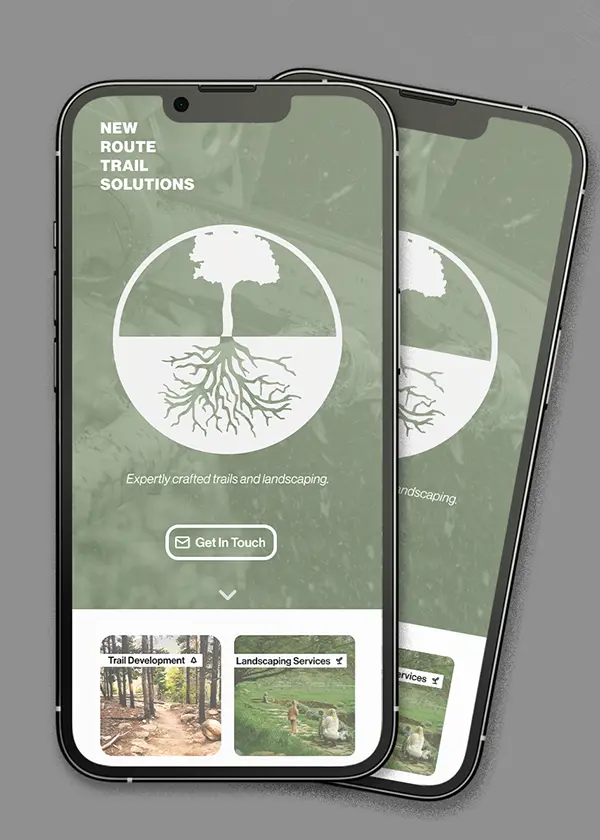 NEW
ROUTE
TRAIL
SOLUTIONS
Expertly crafted trails and landscaping.
Get In Touch
Trail Development
Landscaping Services
landscaping.
ervices